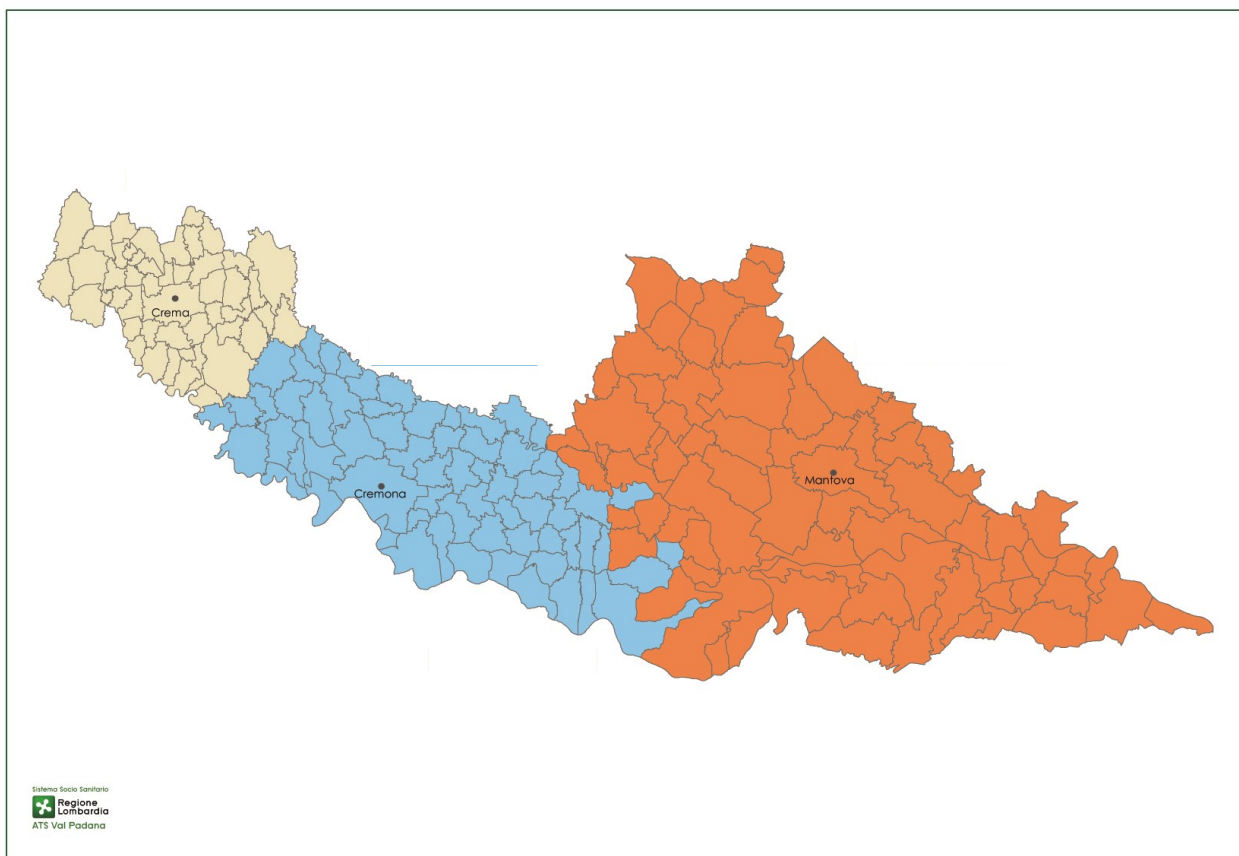 Crema
Cremona
Mantova
Sistema Socio Sanitario
Regione
Lombardia
ATS Val Padana